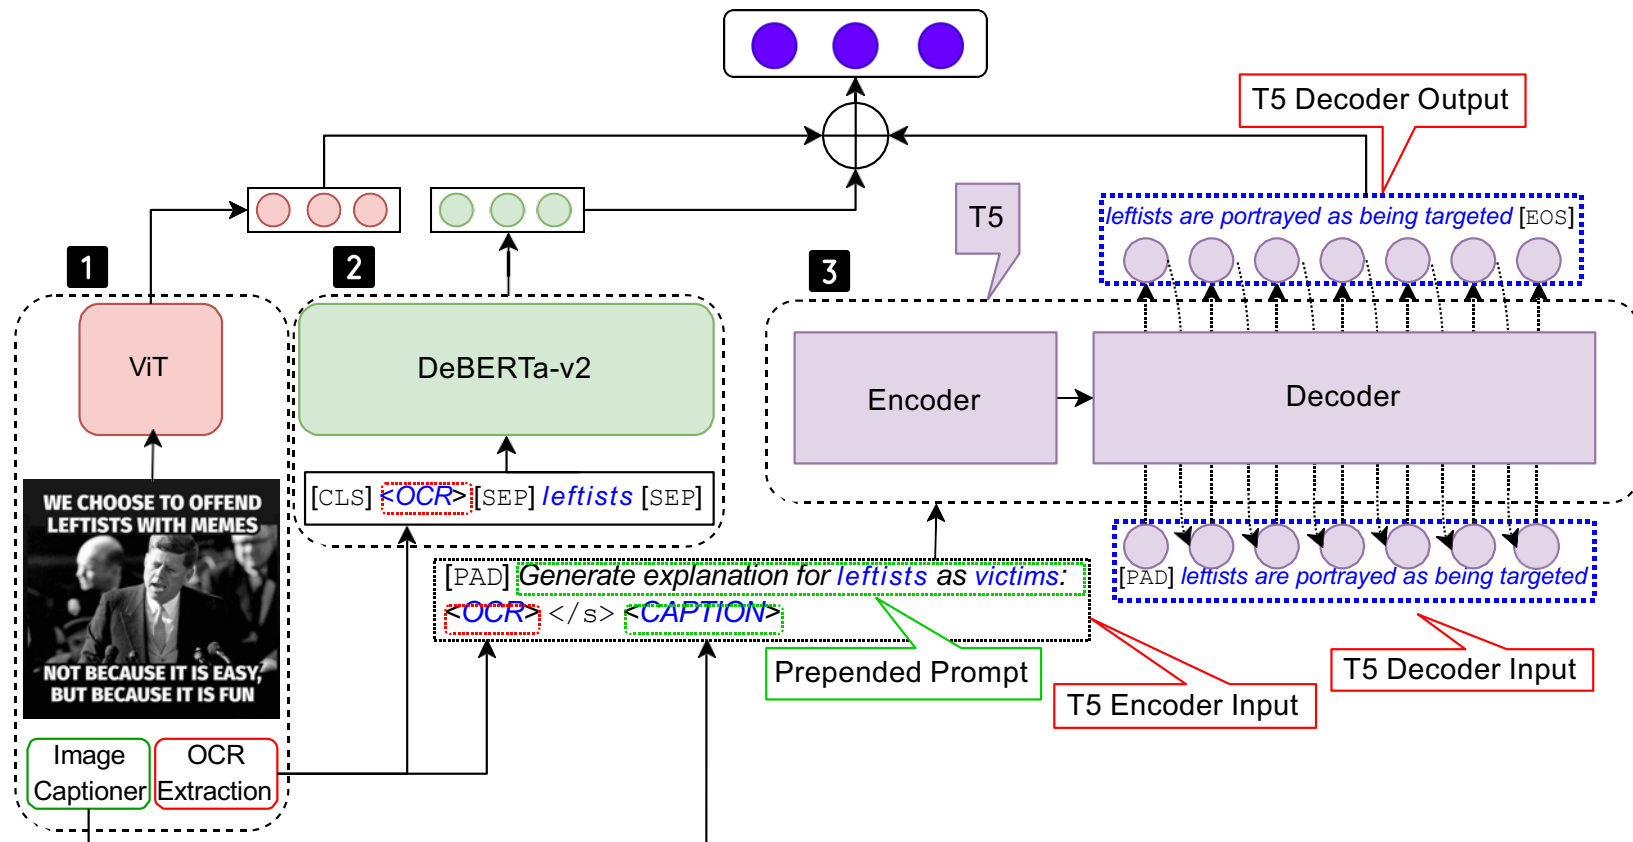 T5 Decoder Output
T5
leftists are portrayed as being targeted [EOS]
1
2
3
ViT
DeBERTa-v2
Encoder
Decoder
[CLS] <OCR> [SEP] leftists [SEP]
WE CHOOSE TO OFFEND
LEFTISTS WITH MEMES
NOT BECAUSE IT IS EASY,
BUT BECAUSE IT IS FUN
[PAD] Generate explanation for leftists as victims:
<OCR> </s> <CAPTION>
[PAD] leftists are portrayed as being targeted
Prepended Prompt
T5 Encoder Input
T5 Decoder Input
Image
Captioner
OCR
Extraction